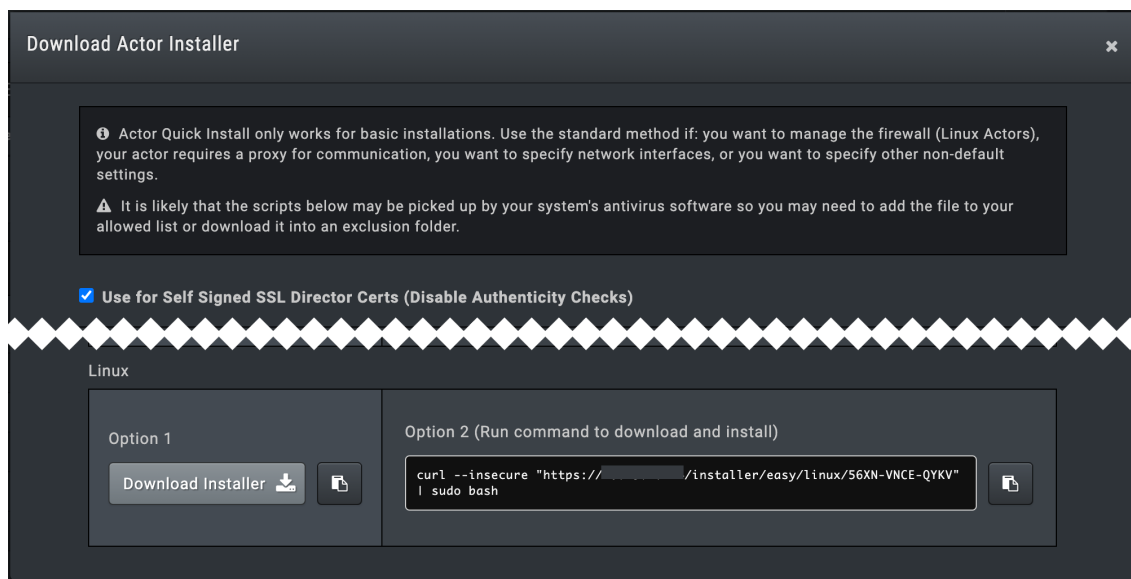 Download Actor Installer
Actor Quick Install only works for basic installations. Use the standard method if: you want to manage the firewall (Linux Actors),
your actor requires a proxy for communication, you want to specify network interfaces, or you want to specify other non-default
settings.
It is likely that the scripts below may be picked up by your system's antivirus software so you may need to add the file to your
allowed list or download it into an exclusion folder.
Use for Self Signed SSL Director Certs (Disable Authenticity Checks)
Linux
Option 1
Download Installer
Option 2 (Run command to download and install)
curl --insecure "https:// /installer/easy/linux/56XN-VNCE-QYKV"
| sudo bash